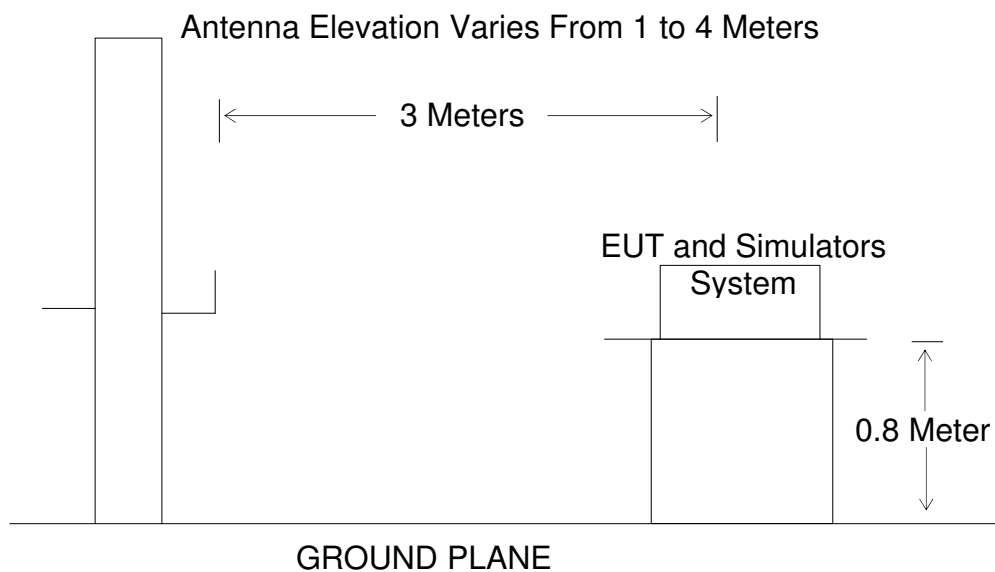 Antenna Elevation Varies From 1 to 4 Meters
3 Meters
EUT and Simulators
System
0.8 Meter
GROUND PLANE